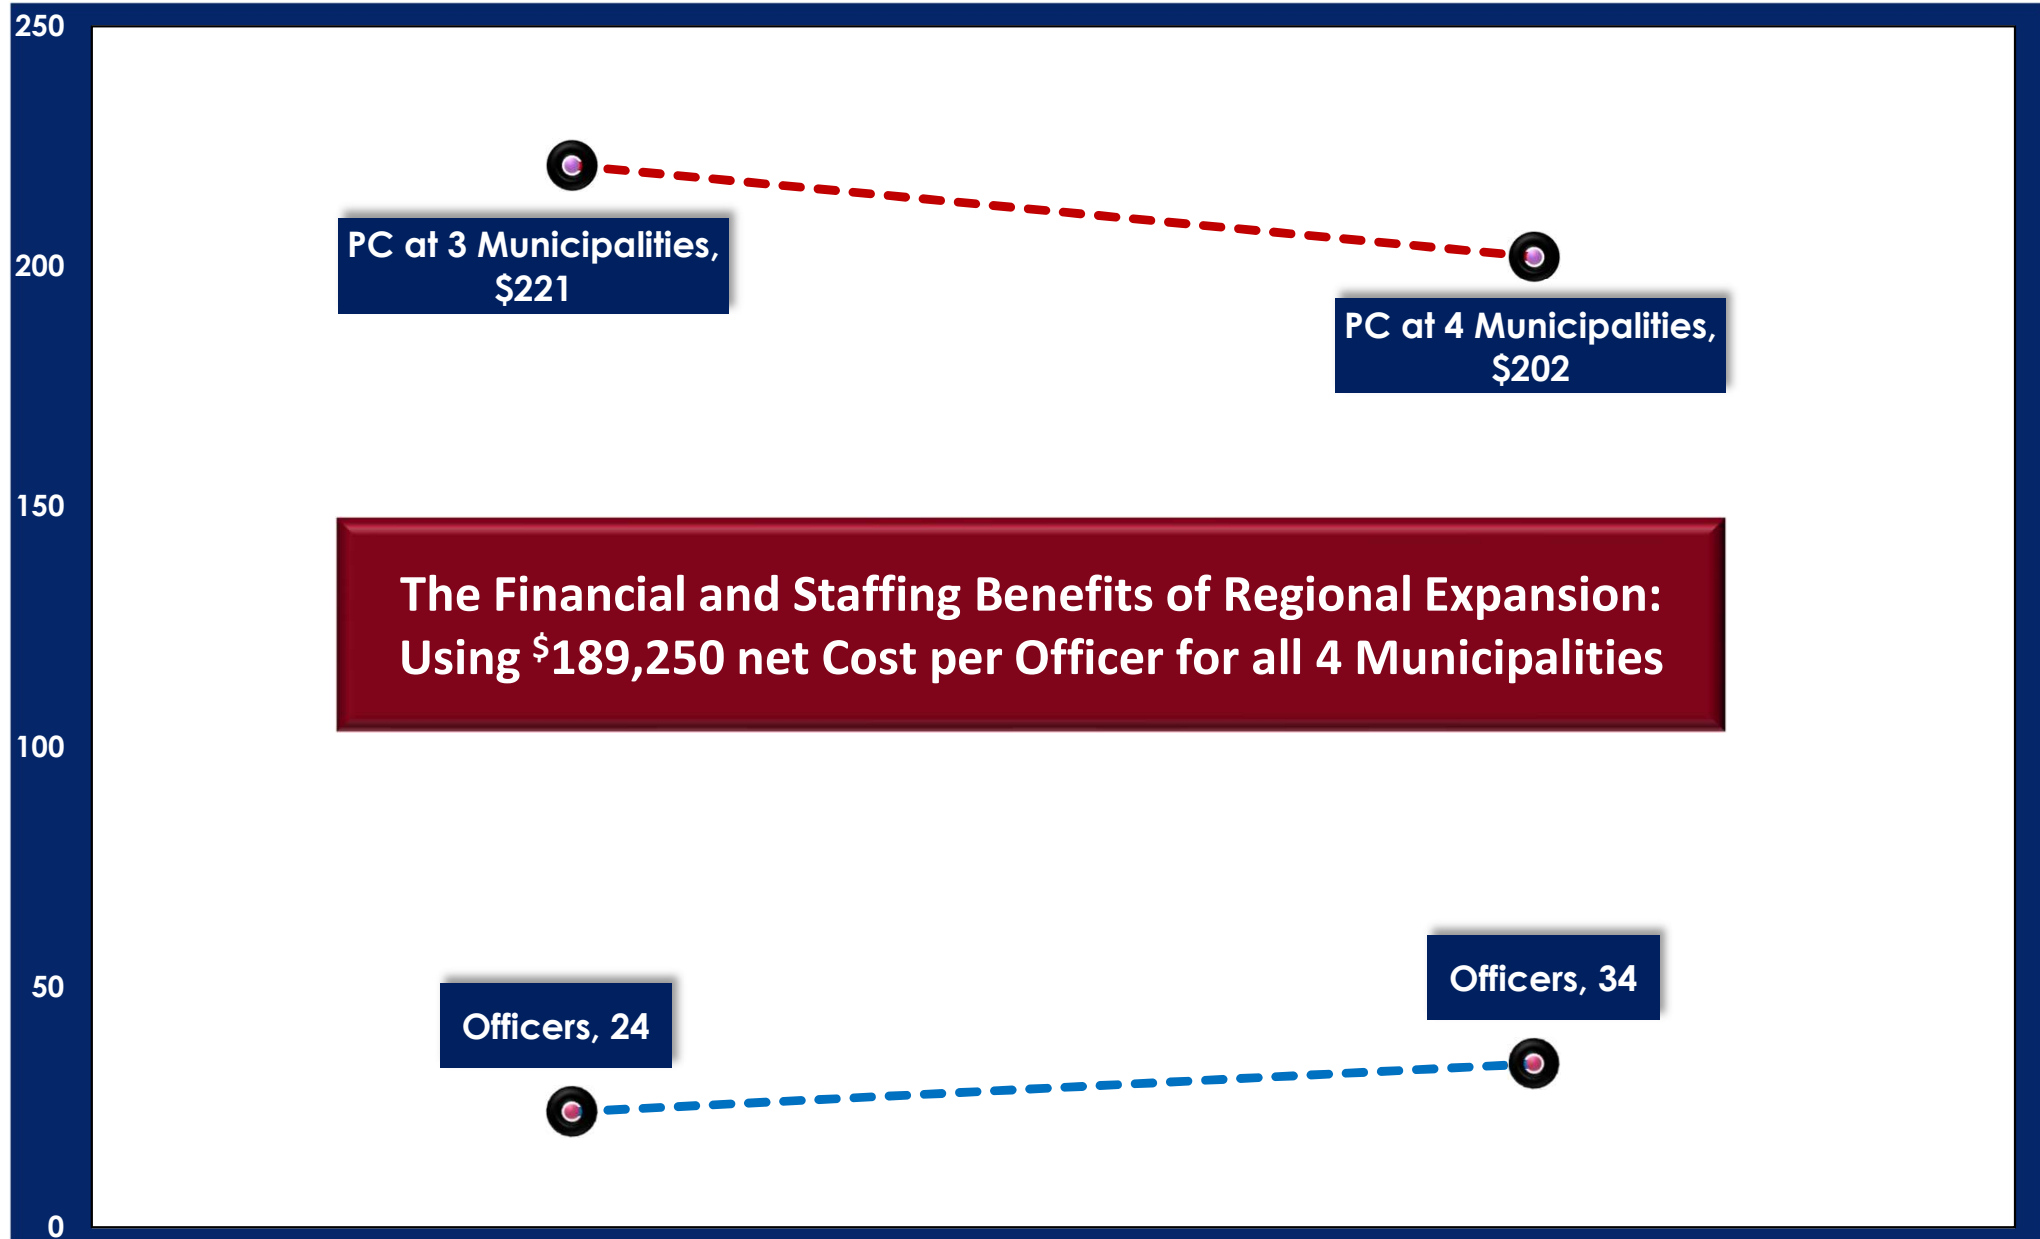 250
200
150
100
50
0
PC at 3 Municipalities,
$221
PC at 4 Municipalities,
$202
The Financial and Staffing Benefits of Regional Expansion:
Using $189,250 net Cost per Officer for all 4 Municipalities
Officers, 24
Officers, 34